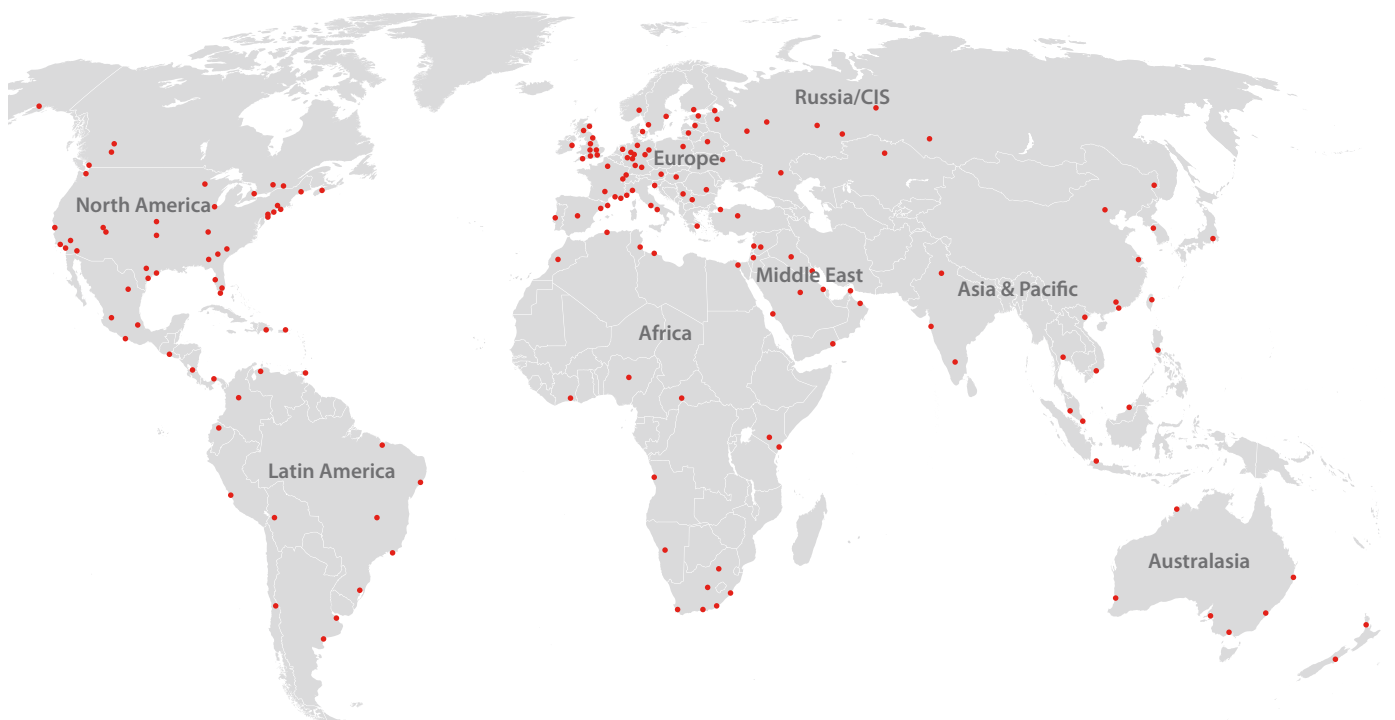 Russia/CIS
Europe
North America
Middle East
Asia & Pacific
Africa
Latin America
Australasia